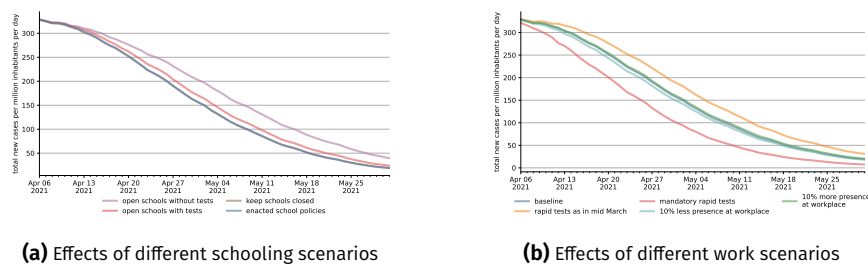 total new cases per million inhabitants per day
300
250
200
150
100
50
Apr 06
2021
Apr 13
2021
Apr 20
2021
Apr 27
2021
May 04
2021
May 11
2021
May 18
2021
May 25
2021
open schools without tests
open schools with tests
keep schools closed
enacted school policies
(a) Effects of different schooling scenarios
total new cases per million inhabitants per day
300
250
200
150
100
50
0
Apr 06
2021
Apr 13
2021
Apr 20
2021
Apr 27
2021
May 04
2021
May 11
2021
May 18
2021
May 25
2021
baseline
rapid tests as in mid March
mandatory rapid tests
10% less presence at workplace
10% more presence
at workplace
(b) Effects of different work scenarios